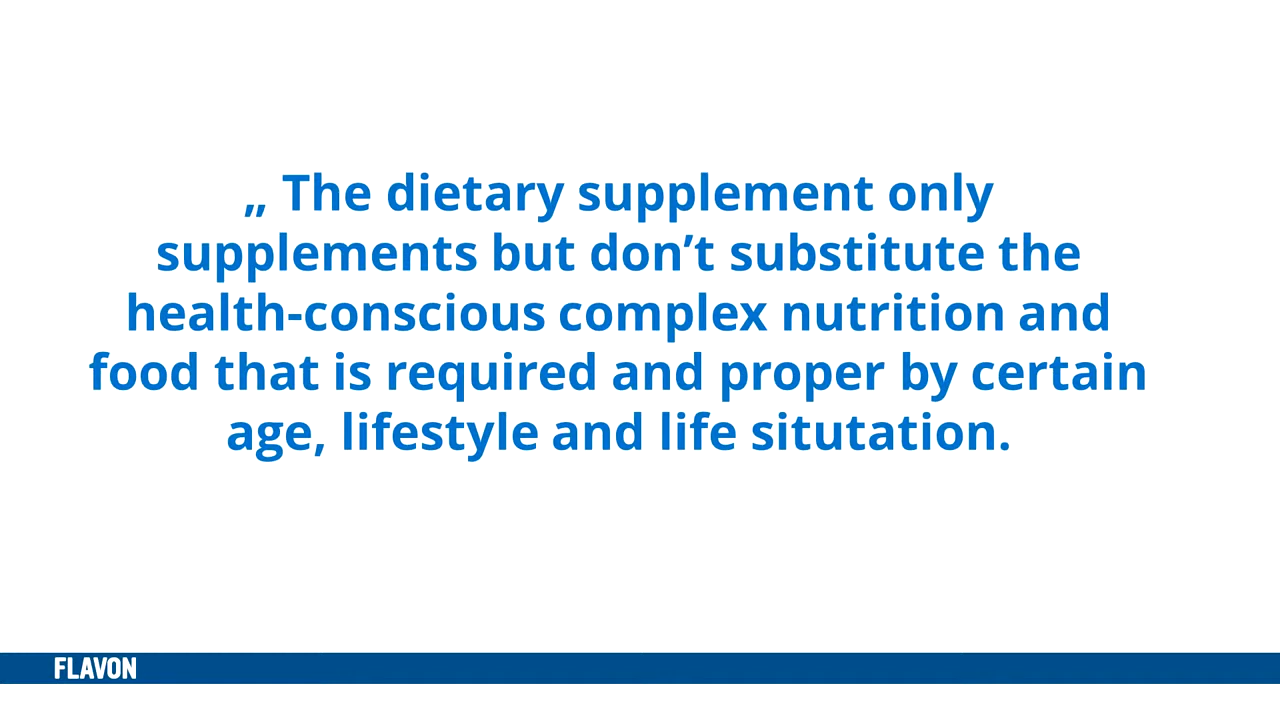 „ The dietary supplement only
supplements but don’t substitute the
health-conscious complex nutrition and
food that is required and proper by certain
age, lifestyle and life situtation.
FLAVON